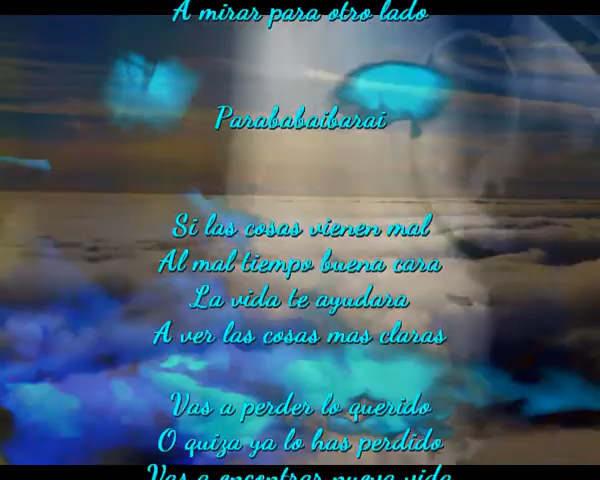 A mirar para otro lado
Parababaibarai
Si las cosas vienen mal
Al mal tiempo buena cara
La vida te ayudara
A ver las cosas mas claras
Vas a perder lo querido
O quiza ya lo has perdido
Vas a encontrar nueva vida